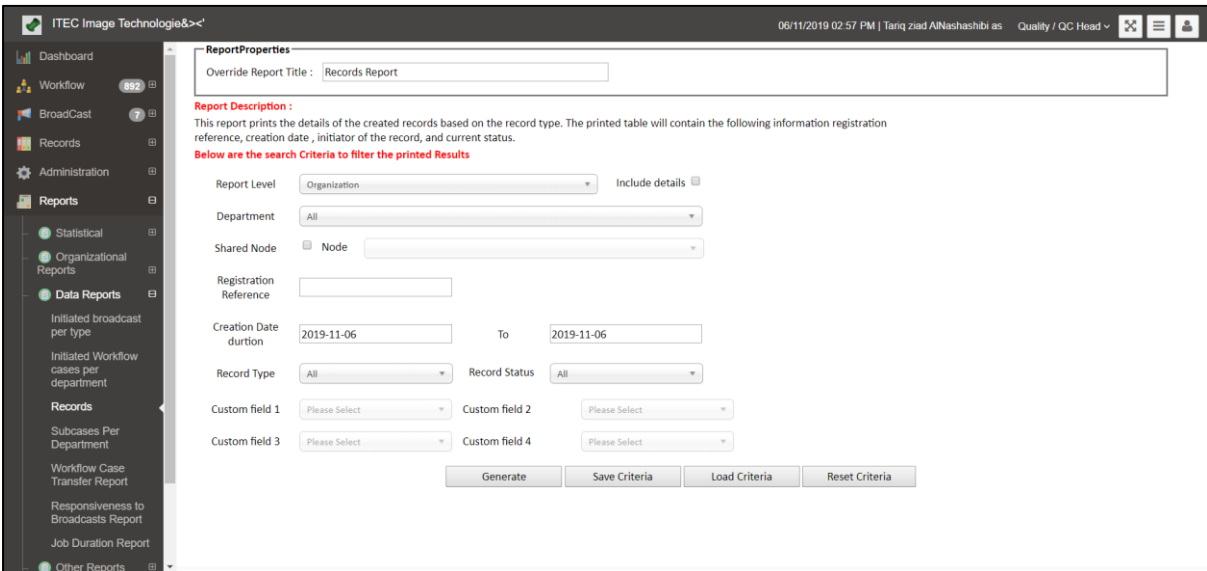 ITEC Image Technologie&><'
06/11/2019 02:57 PM | Tariq ziad AlNashashibi as Quality / QC Head
Dashboard
Workflow 892
BroadCast 7
Records
Administration
Reports
Statistical
Organizational
Reports
Data Reports
Initiated broadcast
per type
Initiated Workflow
cases per
department
Records
Subcases Per
Department
Workflow Case
Transfer Report
Responsiveness to
Broadcasts Report
Job Duration Report
Other Reports
ReportProperties
Override Report Title : Records Report
Report Description :
This report prints the details of the created records based on the record type. The printed table will contain the following information registration
reference, creation date , initiator of the record, and current status.
Below are the search Criteria to filter the printed Results
Report Level Organization Include details
Department All
Shared Node Node
Registration
Reference
Creation Date
durtion 2019-11-06 To 2019-11-06
Record Type All Record Status All
Custom field 1 Please Select Custom field 2 Please Select
Custom field 3 Please Select Custom field 4 Please Select
Generate Save Criteria Load Criteria Reset Criteria